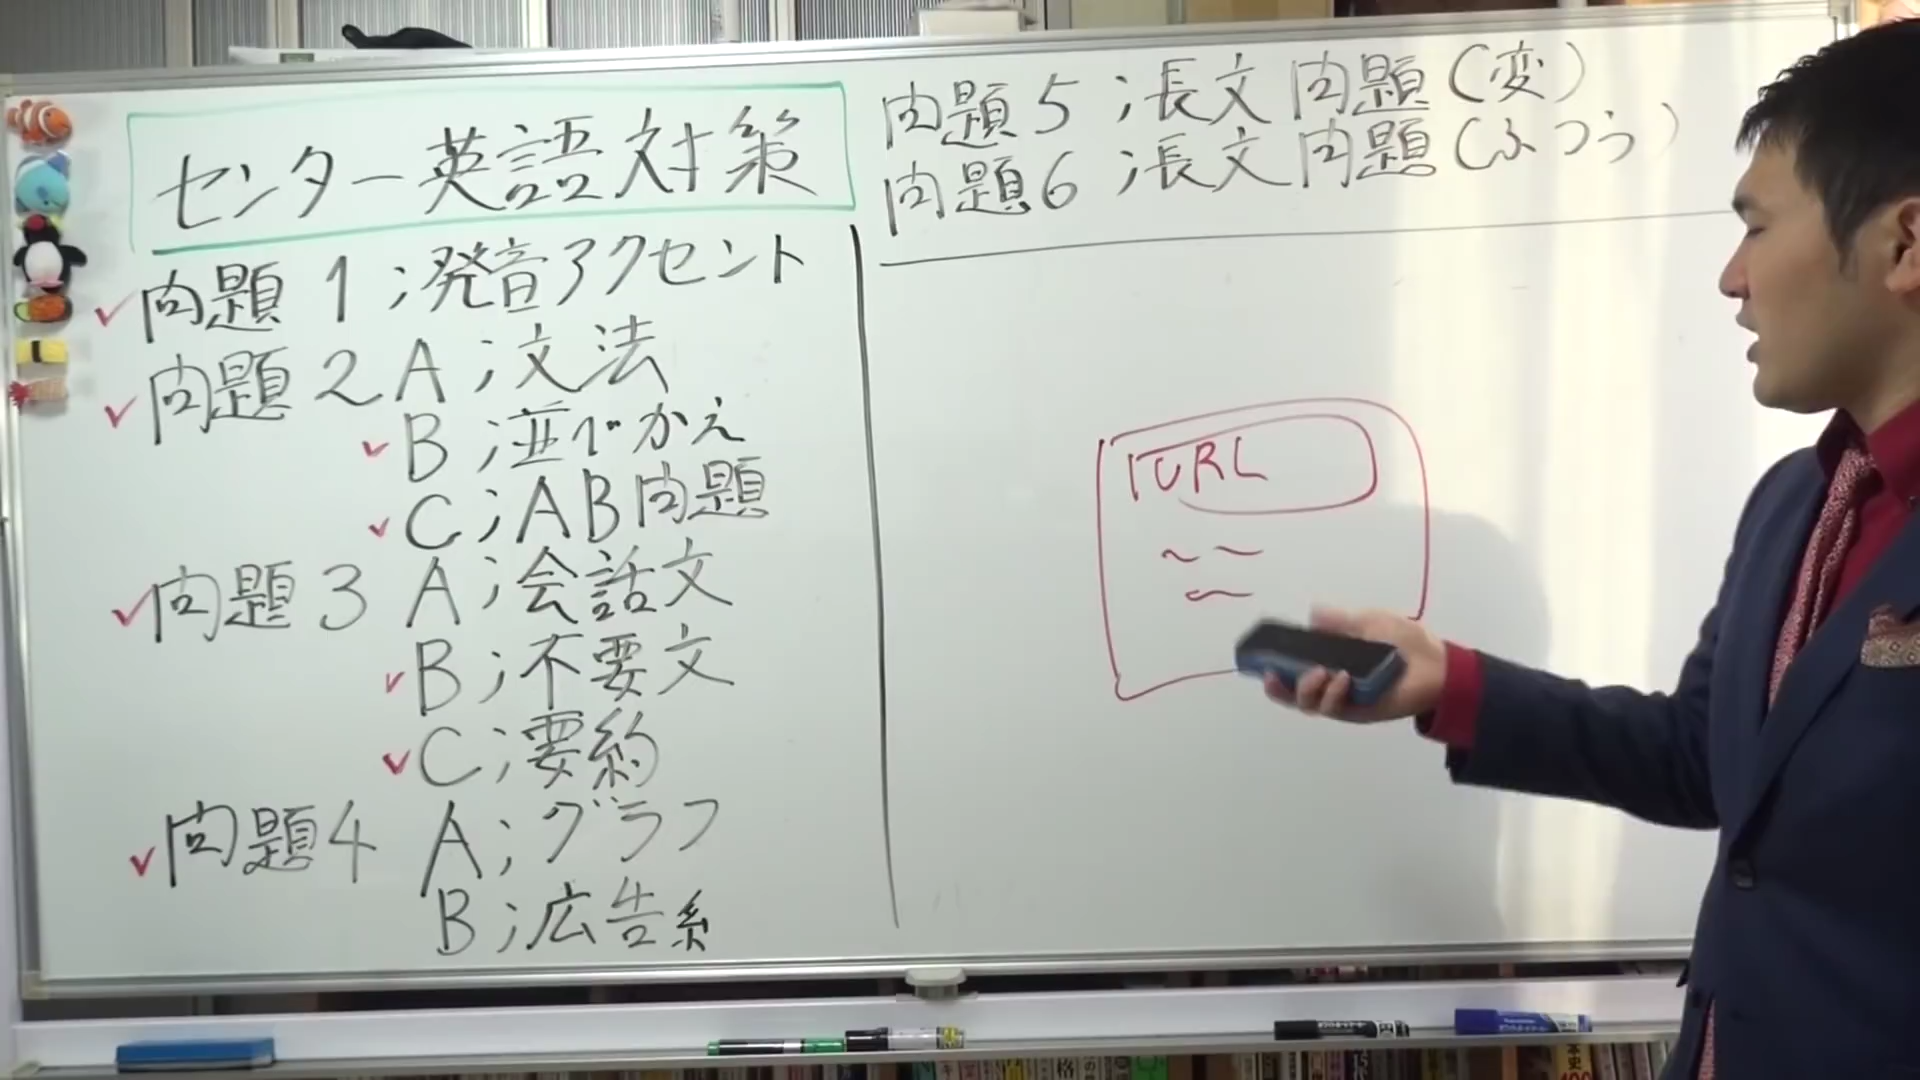 センター英語対策
問題1;発音アクセント
問題2 A;文法
B;並べかえ
C;AB問題
問題3 A;会話文
B;不要文
C;要約
問題4 A;グラフ
B;広告系
問題5;長文問題(変)
問題6;長文問題(ふつう)
URL